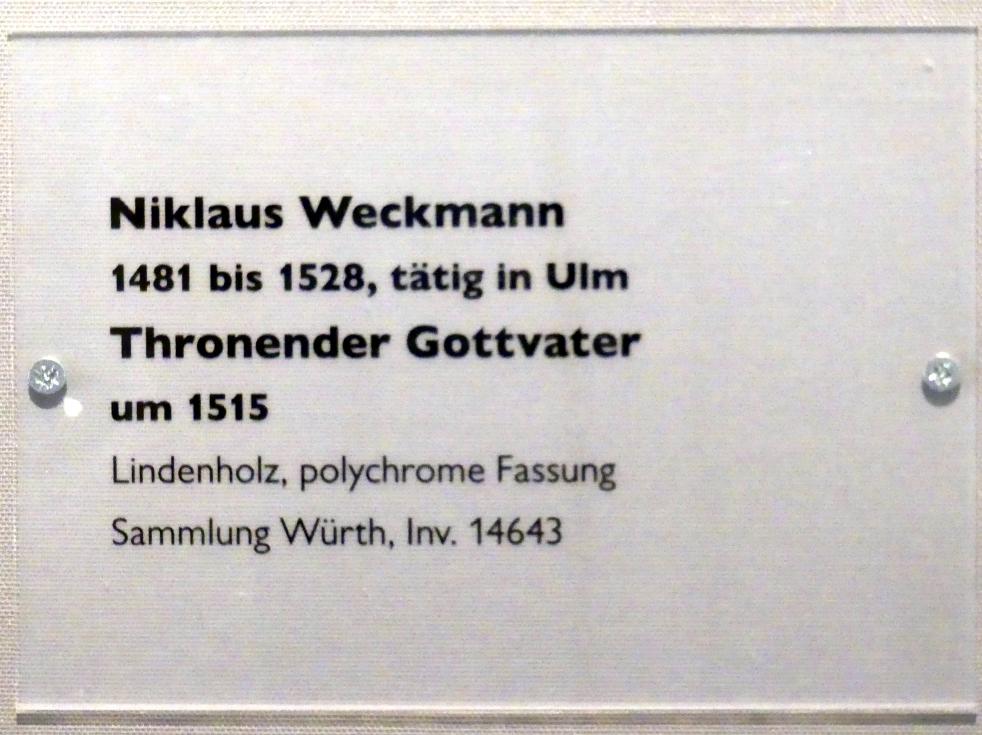 Niklaus Weckmann
1481 bis 1528, tätig in Ulm
Thronender Gottvater
um 1515
Lindenholz, polychrome Fassung
Sammlung Würth, Inv. 14643